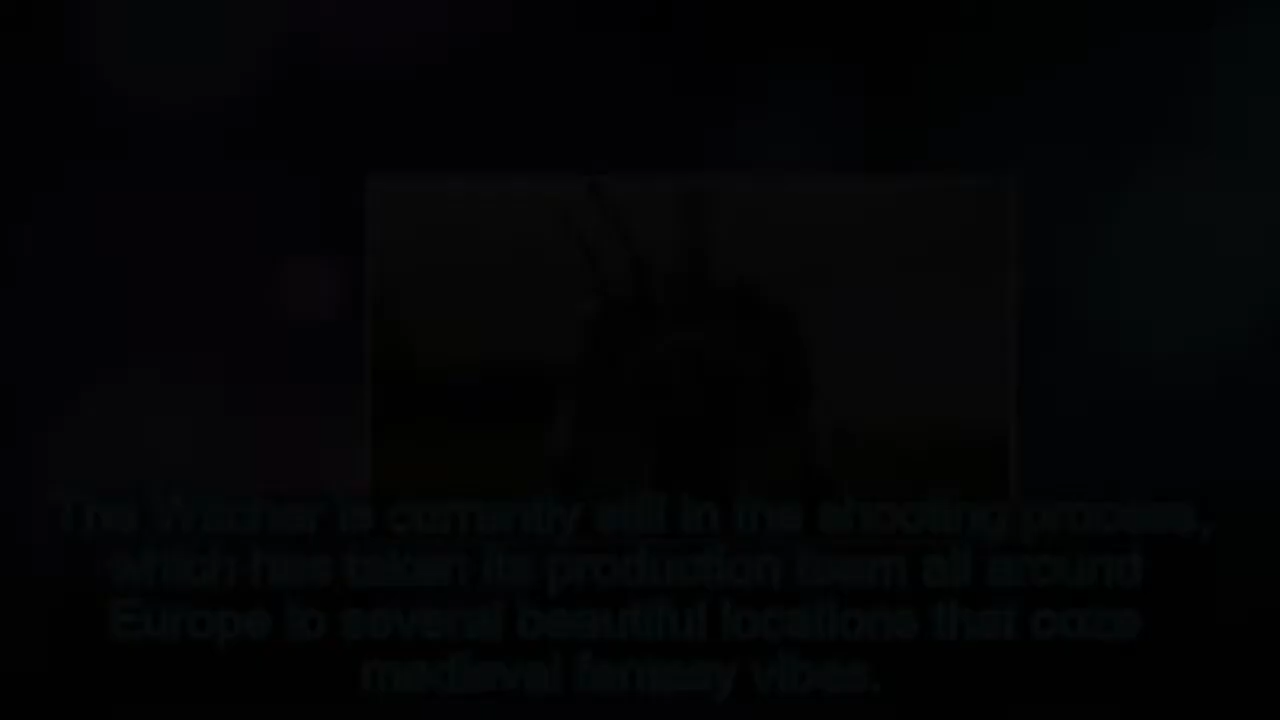 The Witcher is currently still in the shooting process,
which has taken its production team all around
Europe to several beautiful locations that ooze
medieval fantasy vibes.